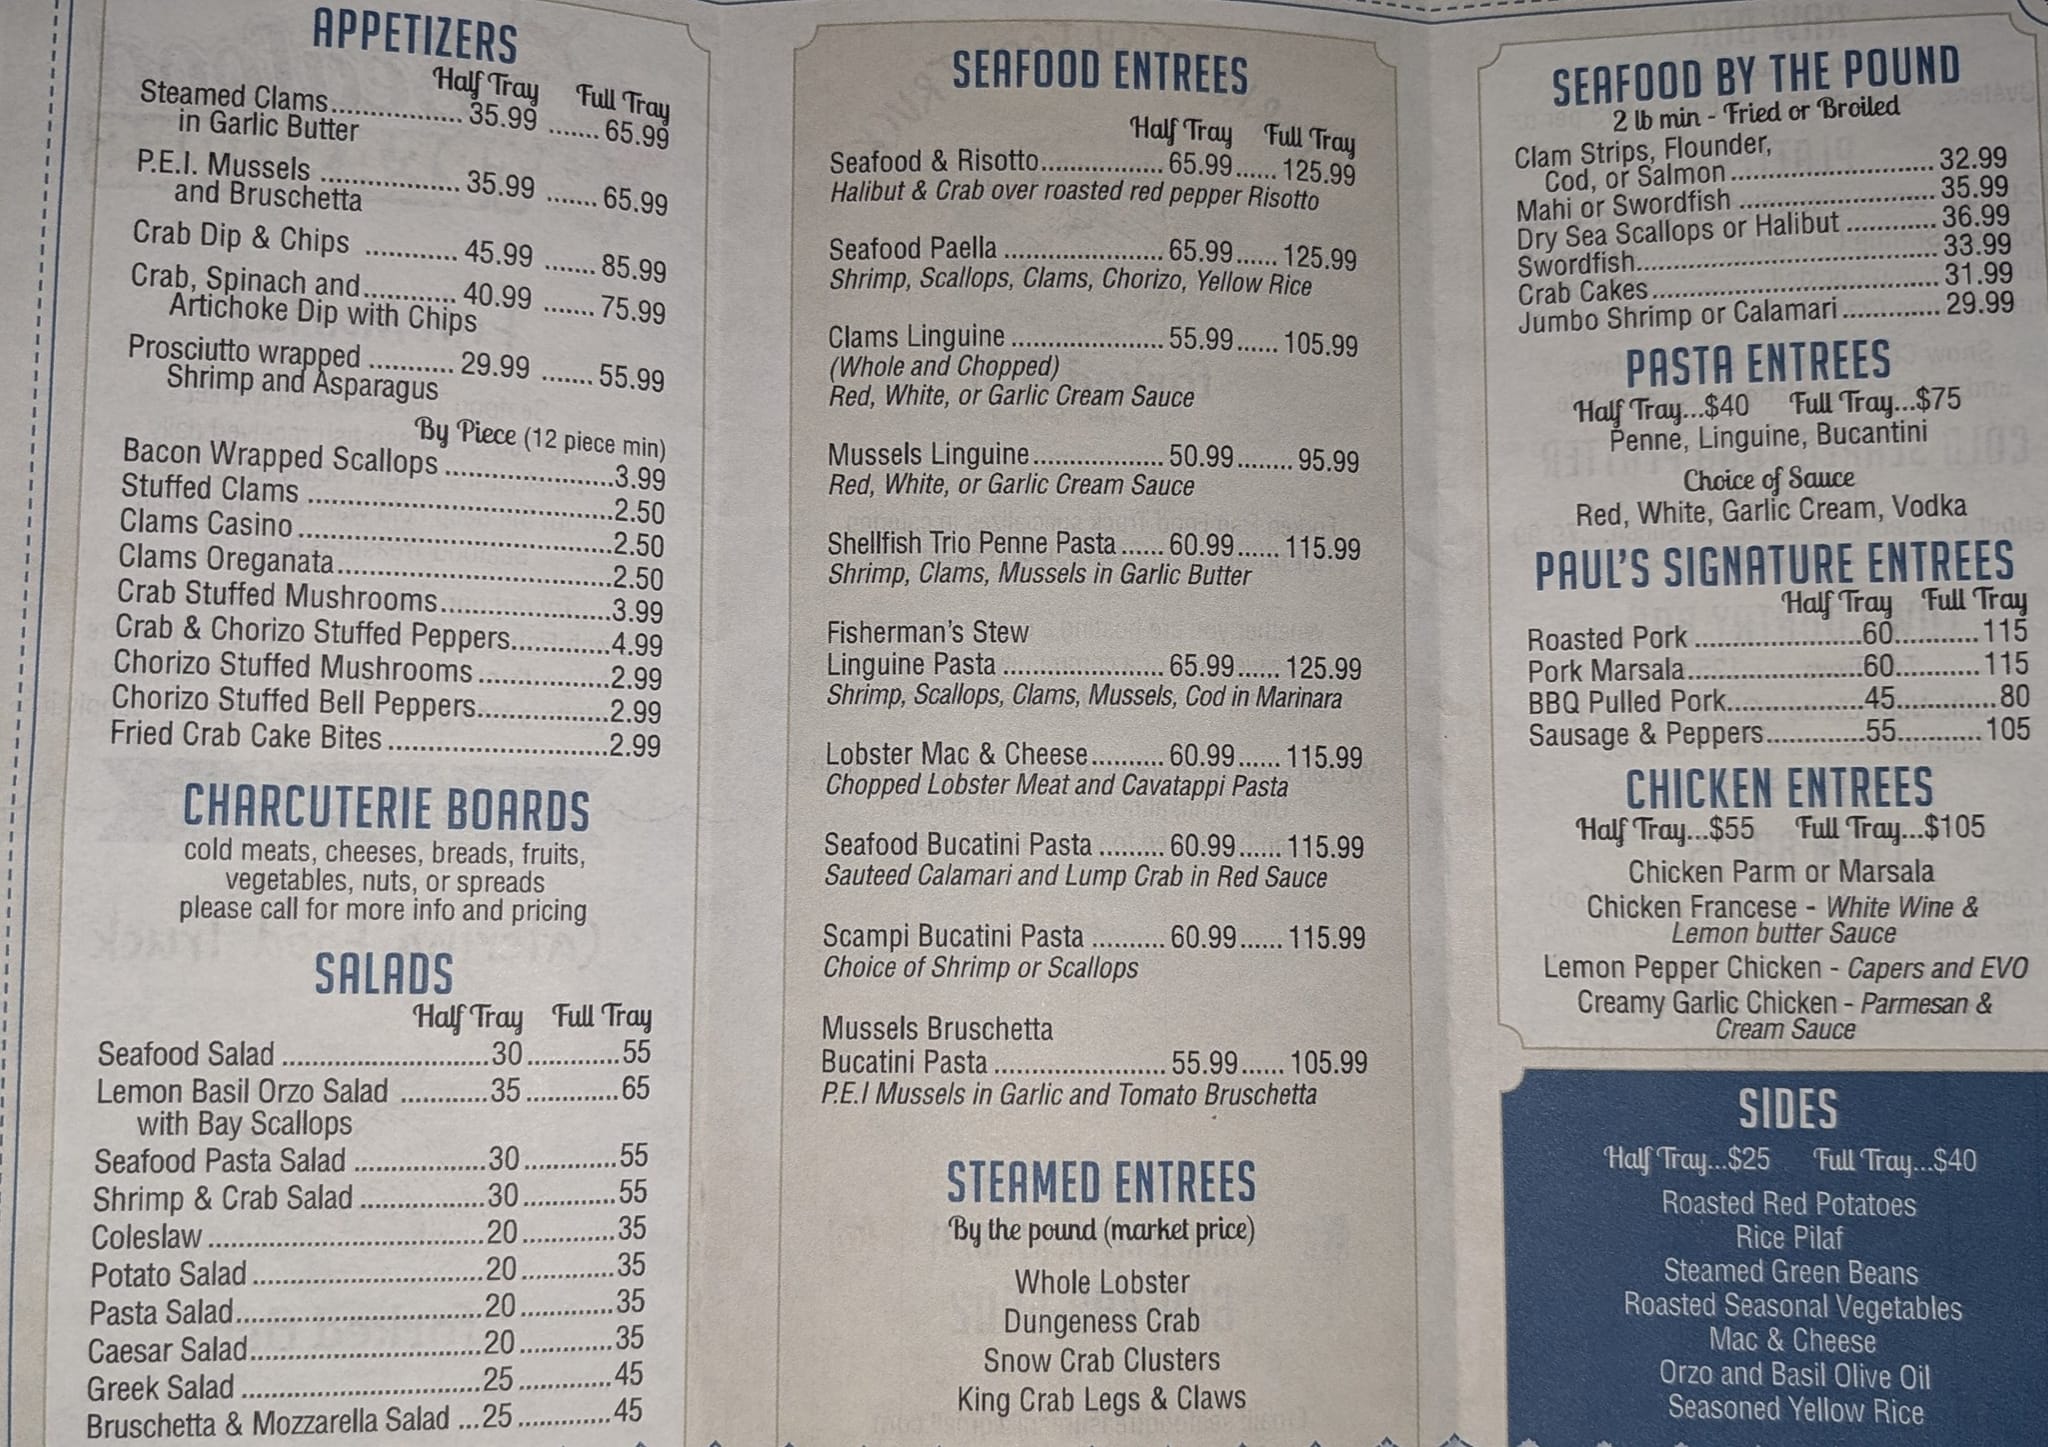 APPETIZERS
Half Tray Full Tray
Steamed Clams................ 35.99 ....... 65.99
in Garlic Butter
P.E.I. Mussels ................. 35.99 ....... 65.99
and Bruschetta
Crab Dip & Chips ............ 45.99 ....... 85.99
Crab, Spinach and............ 40.99 ....... 75.99
Artichoke Dip with Chips
Prosciutto wrapped ........... 29.99 ....... 55.99
Shrimp and Asparagus
By Piece (12 piece min)
Bacon Wrapped Scallops .....................3.99
Stuffed Clams ......................................2.50
Clams Casino .......................................2.50
Clams Oreganata..................................2.50
Crab Stuffed Mushrooms.....................3.99
Crab & Chorizo Stuffed Peppers............4.99
Chorizo Stuffed Mushrooms ................2.99
Chorizo Stuffed Bell Peppers................2.99
Fried Crab Cake Bites ...........................2.99
CHARCUTERIE BOARDS
cold meats, cheeses, breads, fruits,
vegetables, nuts, or spreads
please call for more info and pricing
SALADS
Half Tray Full Tray
Seafood Salad ...........................30............55
Lemon Basil Orzo Salad ............35............65
with Bay Scallops
Seafood Pasta Salad .................30............55
Shrimp & Crab Salad ................30............55
Coleslaw ....................................20............35
Potato Salad..............................20............35
Pasta Salad................................20............35
Caesar Salad..............................20............35
Greek Salad ...............................25............45
Bruschetta & Mozzarella Salad ...25............45
SEAFOOD ENTREES
Half Tray Full Tray
Seafood & Risotto................ 65.99...... 125.99
Halibut & Crab over roasted red pepper Risotto
Seafood Paella ..................... 65.99...... 125.99
Shrimp, Scallops, Clams, Chorizo, Yellow Rice
Clams Linguine .................... 55.99...... 105.99
(Whole and Chopped)
Red, White, or Garlic Cream Sauce
Mussels Linguine................. 50.99........ 95.99
Red, White, or Garlic Cream Sauce
Shellfish Trio Penne Pasta ...... 60.99...... 115.99
Shrimp, Clams, Mussels in Garlic Butter
Fisherman's Stew
Linguine Pasta ..................... 65.99...... 125.99
Shrimp, Scallops, Clams, Mussels, Cod in Marinara
Lobster Mac & Cheese.......... 60.99...... 115.99
Chopped Lobster Meat and Cavatappi Pasta
Seafood Bucatini Pasta ......... 60.99...... 115.99
Sauteed Calamari and Lump Crab in Red Sauce
Scampi Bucatini Pasta .......... 60.99...... 115.99
Choice of Shrimp or Scallops
Mussels Bruschetta
Bucatini Pasta ....................... 55.99...... 105.99
P.E.I Mussels in Garlic and Tomato Bruschetta
STEAMED ENTREES
By the pound (market price)
Whole Lobster
Dungeness Crab
Snow Crab Clusters
King Crab Legs & Claws
SEAFOOD BY THE POUND
2 lb min - Fried or Broiled
Clam Strips, Flounder,
Cod, or Salmon ........................... 32.99
Mahi or Swordfish .......................... 35.99
Dry Sea Scallops or Halibut ............ 36.99
Swordfish........................................ 33.99
Crab Cakes...................................... 31.99
Jumbo Shrimp or Calamari ............. 29.99
PASTA ENTREES
Half Tray...$40 Full Tray...$75
Penne, Linguine, Bucantini
Choice of Sauce
Red, White, Garlic Cream, Vodka
PAUL'S SIGNATURE ENTREES
Half Tray Full Tray
Roasted Pork .....................60...........115
Pork Marsala......................60...........115
BBQ Pulled Pork.................45.............80
Sausage & Peppers.............55...........105
CHICKEN ENTREES
Half Tray...$55 Full Tray...$105
Chicken Parm or Marsala
Chicken Francese - White Wine &
Lemon butter Sauce
Lemon Pepper Chicken - Capers and EVO
Creamy Garlic Chicken - Parmesan &
Cream Sauce
SIDES
Half Tray...$25 Full Tray...$40
Roasted Red Potatoes
Rice Pilaf
Steamed Green Beans
Roasted Seasonal Vegetables
Mac & Cheese
Orzo and Basil Olive Oil
Seasoned Yellow Rice